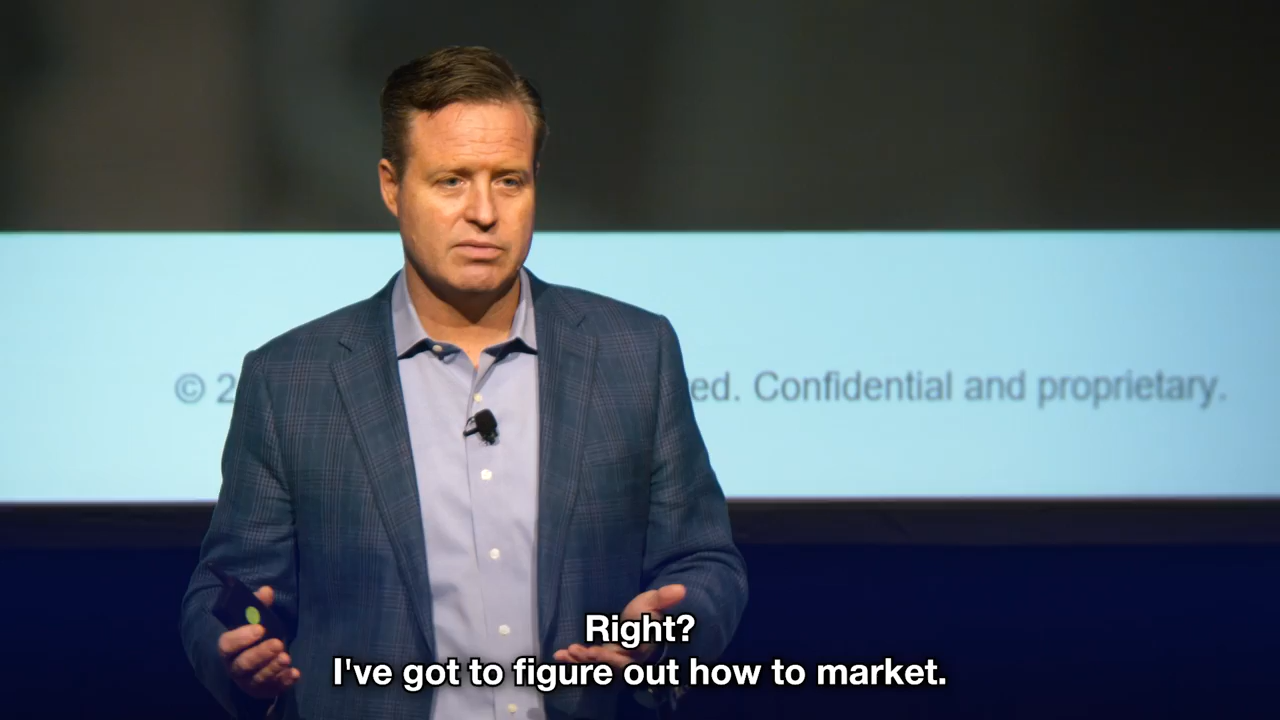 © 2 ed. Confidential and proprietary.
Right?
I've got to figure out how to market.